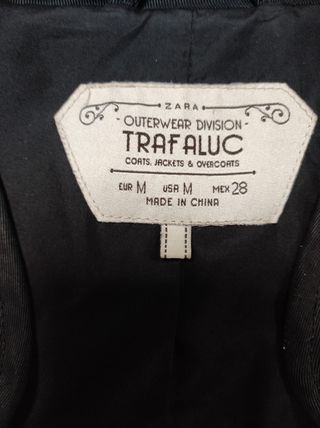 ZARA
- OUTERWEAR DIVISION -
TRAFALUC
COATS, JACKETS & OVERCOATS
EUR M USA M MEX 28
MADE IN CHINA